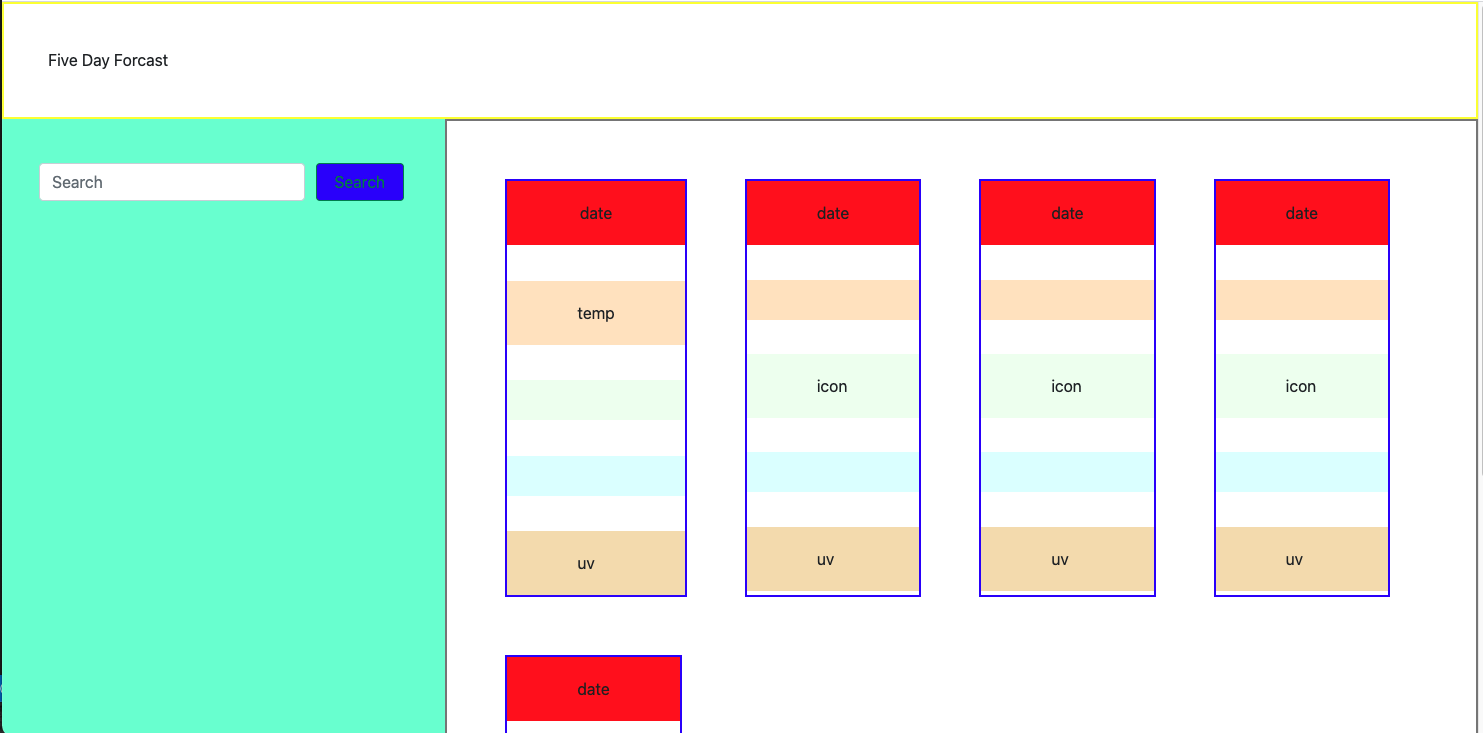 Five Day Forcast
Search Search
date date date date
temp
icon icon icon
uv uv uv uv
date